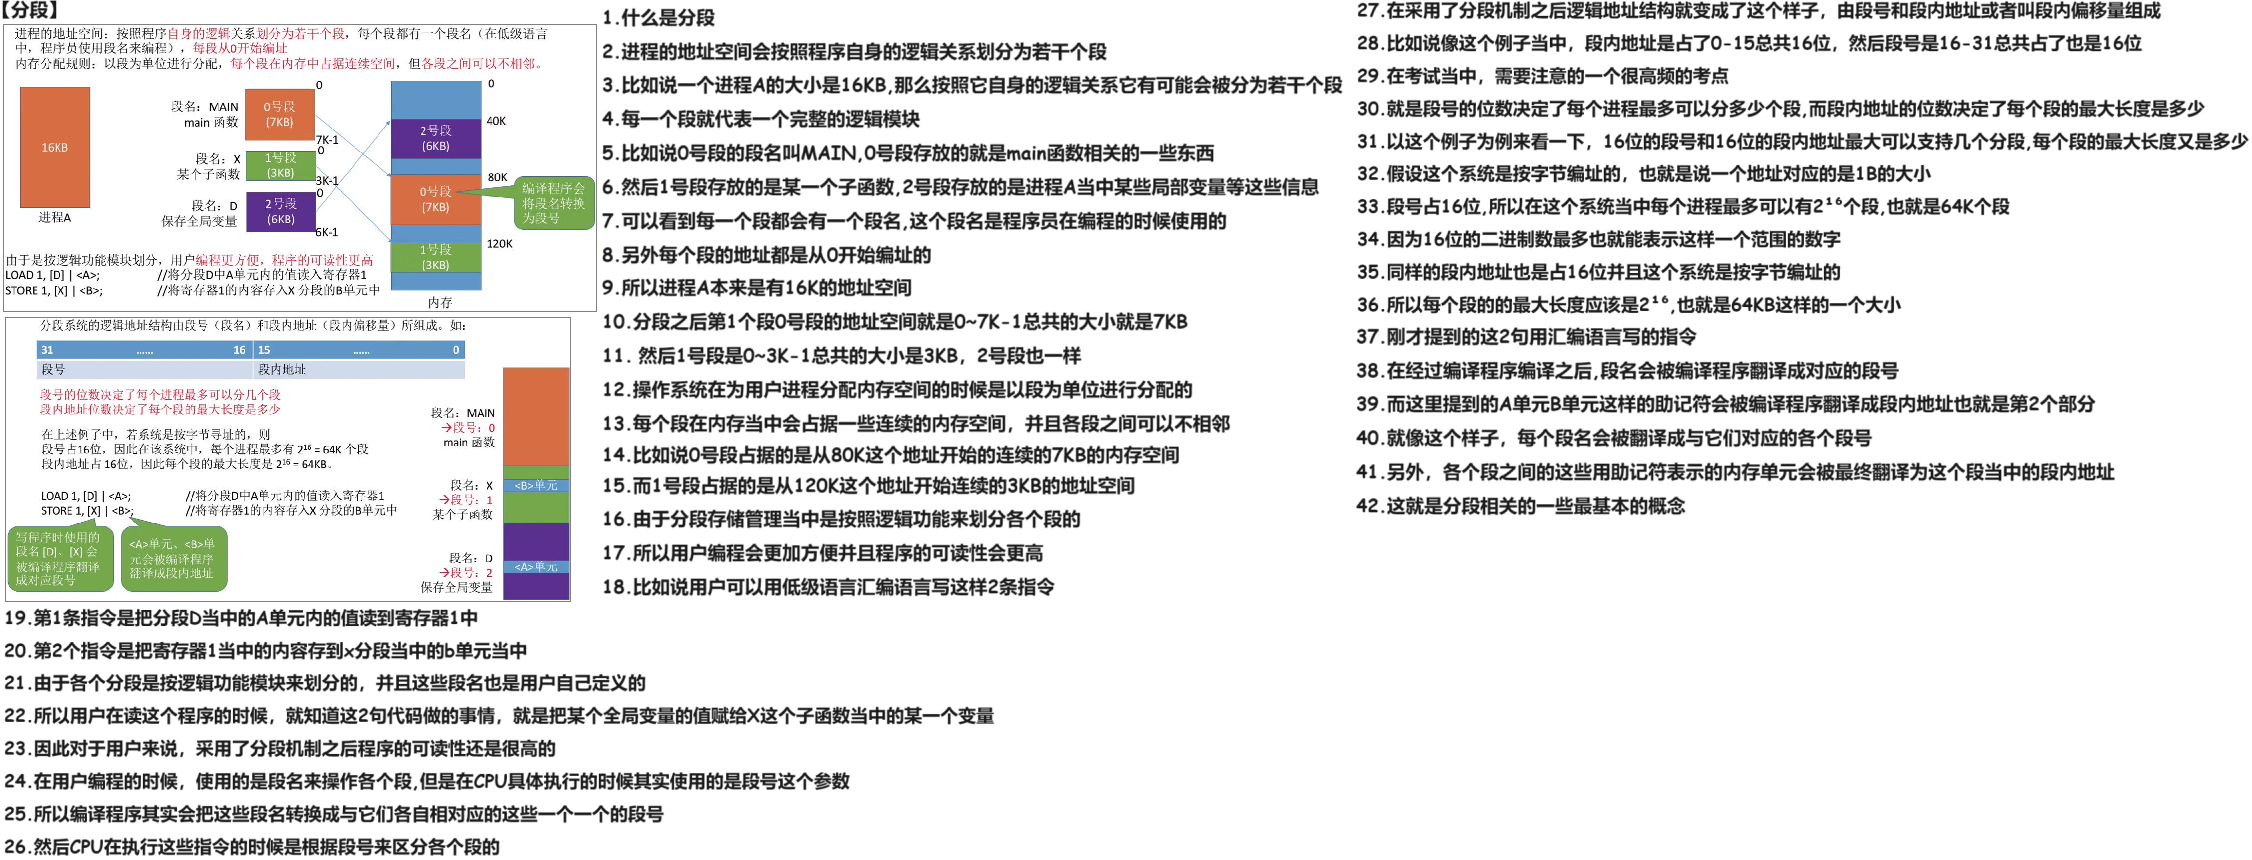 【分段】
进程的地址空间：按照程序自身的逻辑关系划分为若干个段，每个段都有一个段名（在低级语言
中，程序员使用段名来编程），每段从0开始编址
内存分配规则：以段为单位进行分配，每个段在内存中占据连续空间，但各段之间可以不相邻。
16KB
进程A
段名：MAIN
main 函数
0号段
(7KB)
0
7K-1
段名：X
某个子函数
1号段
(3KB)
0
3K-1
段名：D
保存全局变量
2号段
(6KB)
0
6K-1
0
40K
2号段
(6KB)
80K
0号段
(7KB)
120K
1号段
(3KB)
内存
编译程序会
将段名转换
为段号
由于是按逻辑功能模块划分，用户编程更方便，程序的可读性更高
LOAD 1, [D] | <A>; //将分段D中A单元内的值读入寄存器1
STORE 1, [X] | <B>; //将寄存器1的内容存入X 分段的B单元中
分段系统的逻辑地址结构由段号（段名）和段内地址（段内偏移量）所组成。如：
31 …… 16 15 …… 0
段号 段内地址
段号的位数决定了每个进程最多可以分几个段
段内地址位数决定了每个段的最大长度是多少
在上述例子中，若系统是按字节寻址的，则
段号占16位，因此在该系统中，每个进程最多有 2¹⁶ = 64K 个段
段内地址占 16位，因此每个段的最大长度是 2¹⁶ = 64KB。
LOAD 1, [D] | <A>; //将分段D中A单元内的值读入寄存器1
STORE 1, [X] | <B>; //将寄存器1的内容存入X 分段的B单元中
写程序时使用的
段名 [D]、[X] 会
被编译程序翻译
成对应段号
<A>单元、<B>单
元会被编译程序
翻译成段内地址
段名：MAIN
→段号：0
main 函数
段名：X
→段号：1
某个子函数
<B>单元
段名：D
→段号：2
保存全局变量
<A>单元
1.什么是分段
2.进程的地址空间会按照程序自身的逻辑关系划分为若干个段
3.比如说一个进程A的大小是16KB,那么按照它自身的逻辑关系它有可能会被分为若干个段
4.每一个段就代表一个完整的逻辑模块
5.比如说0号段的段名叫MAIN,0号段存放的就是main函数相关的一些东西
6.然后1号段存放的是某一个子函数,2号段存放的是进程A当中某些局部变量等这些信息
7.可以看到每一个段都会有一个段名,这个段名是程序员在编程的时候使用的
8.另外每个段的地址都是从0开始编址的
9.所以进程A本来是有16K的地址空间
10.分段之后第1个段0号段的地址空间就是0~7K-1总共的大小就是7KB
11. 然后1号段是0~3K-1总共的大小是3KB，2号段也一样
12.操作系统在为用户进程分配内存空间的时候是以段为单位进行分配的
13.每个段在内存当中会占据一些连续的内存空间，并且各段之间可以不相邻
14.比如说0号段占据的是从80K这个地址开始的连续的7KB的内存空间
15.而1号段占据的是从120K这个地址开始连续的3KB的地址空间
16.由于分段存储管理当中是按照逻辑功能来划分各个段的
17.所以用户编程会更加方便并且程序的可读性会更高
18.比如说用户可以用低级语言汇编语言写这样2条指令
19.第1条指令是把分段D当中的A单元内的值读到寄存器1中
20.第2个指令是把寄存器1当中的内容存到x分段当中的b单元当中
21.由于各个分段是按逻辑功能模块来划分的，并且这些段名也是用户自己定义的
22.所以用户在读这个程序的时候，就知道这2句代码做的事情，就是把某个全局变量的值赋给X这个子函数当中的某一个变量
23.因此对于用户来说，采用了分段机制之后程序的可读性还是很高的
24.在用户编程的时候，使用的是段名来操作各个段,但是在CPU具体执行的时候其实使用的是段号这个参数
25.所以编译程序其实会把这些段名转换成与它们各自相对应的这些一个一个的段号
26.然后CPU在执行这些指令的时候是根据段号来区分各个段的
27.在采用了分段机制之后逻辑地址结构就变成了这个样子，由段号和段内地址或者叫段内偏移量组成
28.比如说像这个例子当中，段内地址是占了0-15总共16位，然后段号是16-31总共占了也是16位
29.在考试当中，需要注意的一个很高频的考点
30.就是段号的位数决定了每个进程最多可以分多少个段,而段内地址的位数决定了每个段的最大长度是多少
31.以这个例子为例来看一下，16位的段号和16位的段内地址最大可以支持几个分段,每个段的最大长度又是多少
32.假设这个系统是按字节编址的，也就是说一个地址对应的是1B的大小
33.段号占16位,所以在这个系统当中每个进程最多可以有2¹⁶个段,也就是64K个段
34.因为16位的二进制数最多也就能表示这样一个范围的数字
35.同样的段内地址也是占16位并且这个系统是按字节编址的
36.所以每个段的的最大长度应该是2¹⁶,也就是64KB这样的一个大小
37.刚才提到的这2句用汇编语言写的指令
38.在经过编译程序编译之后,段名会被编译程序翻译成对应的段号
39.而这里提到的A单元B单元这样的助记符会被编译程序翻译成段内地址也就是第2个部分
40.就像这个样子，每个段名会被翻译成与它们对应的各个段号
41.另外，各个段之间的这些用助记符表示的内存单元会被最终翻译为这个段当中的段内地址
42.这就是分段相关的一些最基本的概念